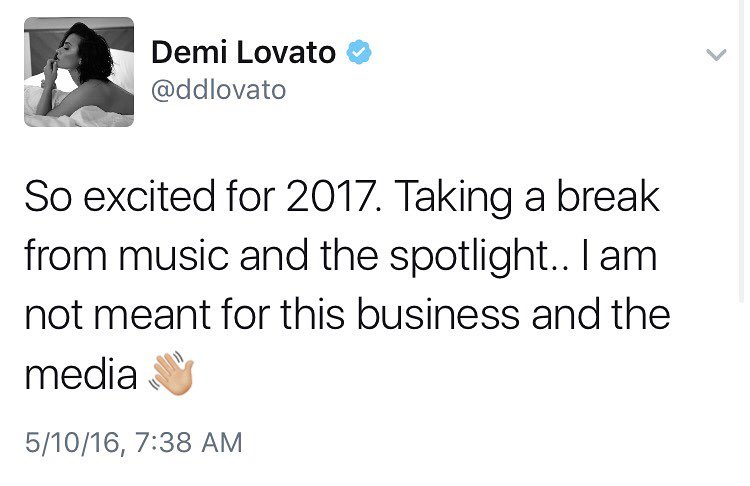 Demi Lovato
@ddlovato
So excited for 2017. Taking a break
from music and the spotlight.. I am
not meant for this business and the
media 👋🏼
5/10/16, 7:38 AM